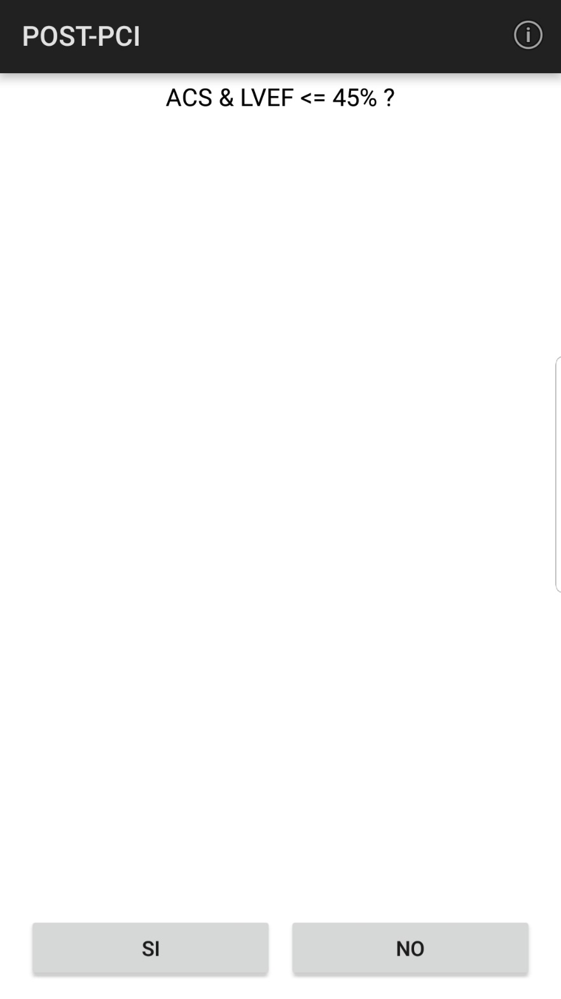 POST-PCI
ACS & LVEF <= 45% ?
SI
NO